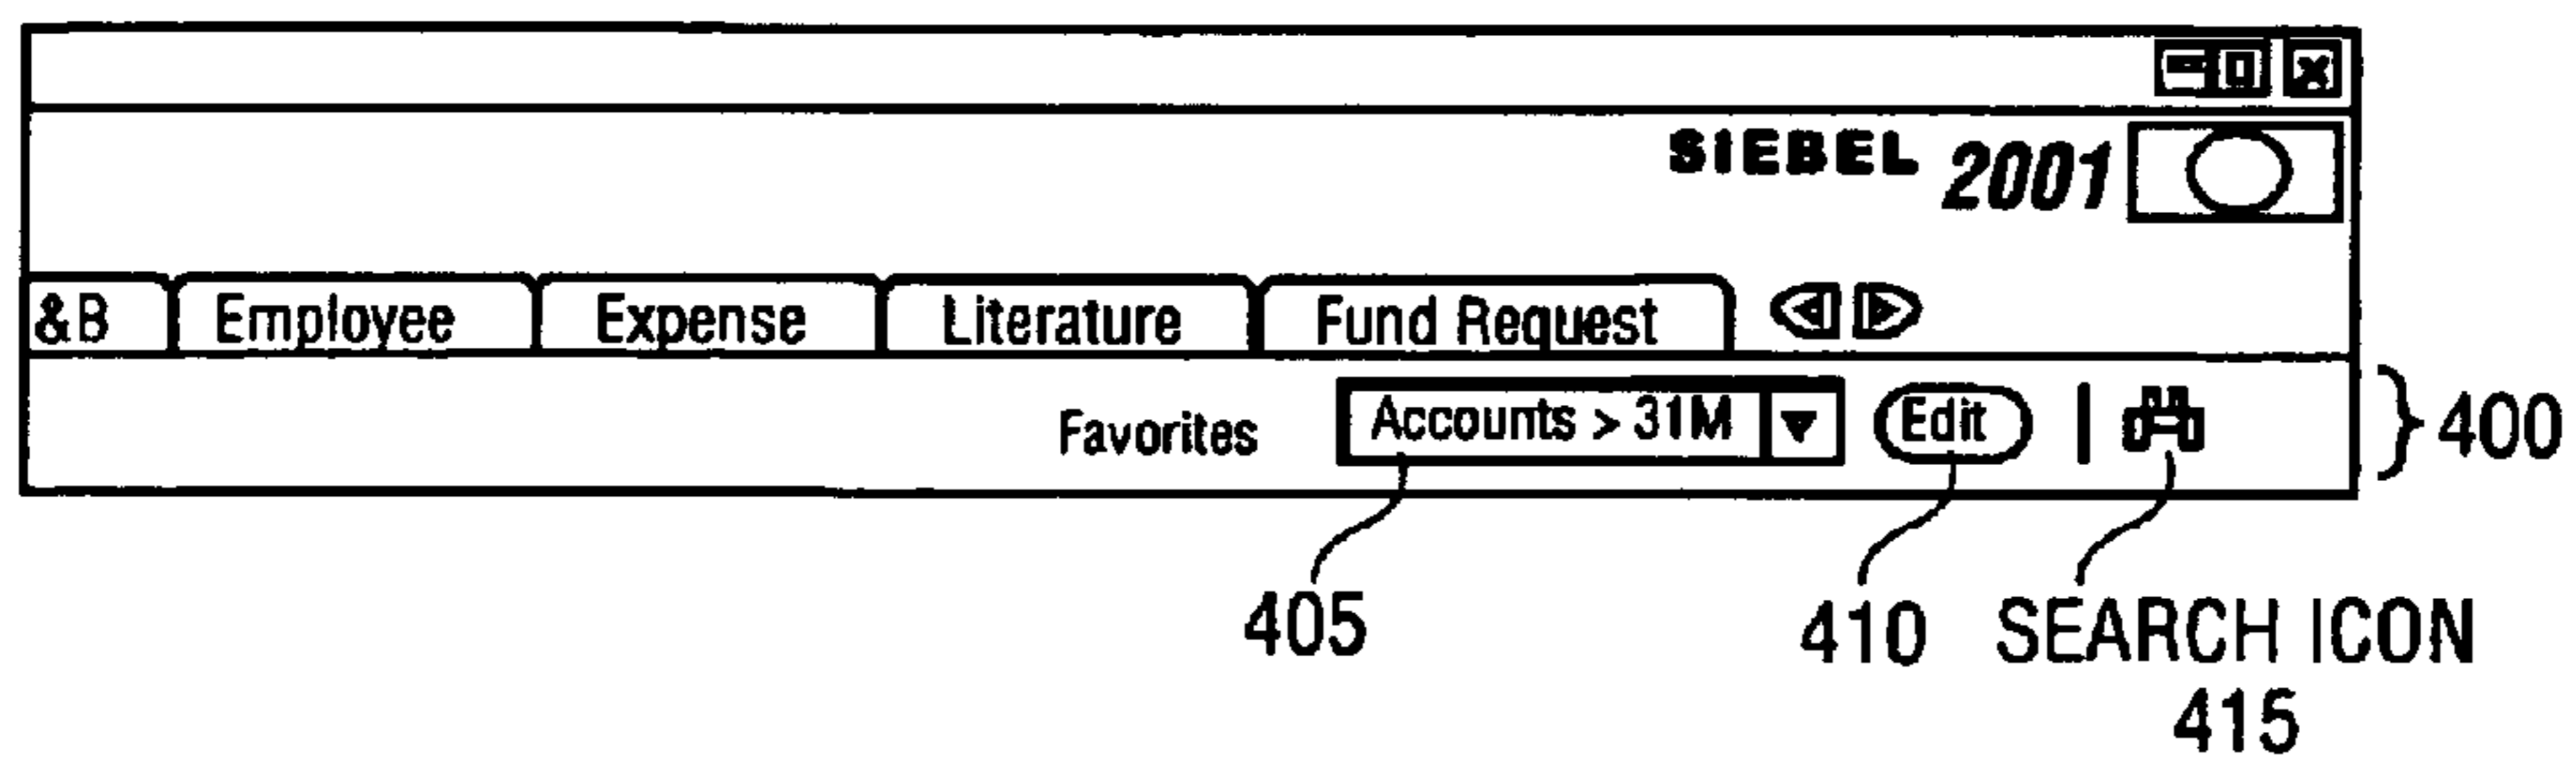 SIEBEL 2001
&B Employee Expense Literature Fund Request
Favorites Accounts > 31M Edit 400
405 410 SEARCH ICON
415